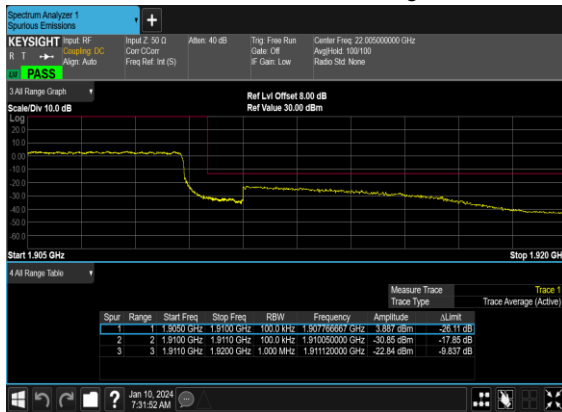 Spectrum Analyzer 1
Spurious Emissions
KEYSIGHT Input: RF Input Z: 50 Ω Atten: 40 dB Trig: Free Run Center Freq: 22.005000000 GHz
R T Coupling: DC Corr CCorr Gate: Off Avg|Hold: 100/100
Align: Auto Freq Ref: Int (S) IF Gain: Low Radio Std: None
PASS
3 All Range Graph
Ref Lvl Offset 8.00 dB
Scale/Div 10.0 dB Ref Value 30.00 dBm
Log
20.0
10.0
0.00
-10.0
-20.0
-30.0
-40.0
-50.0
-60.0
Start 1.905 GHz Stop 1.920 GH
4 All Range Table
Measure Trace Trace 1
Trace Type Trace Average (Active)
Spur Range Start Freq Stop Freq RBW Frequency Amplitude ΔLimit
1 1 1.9050 GHz 1.9100 GHz 100.0 kHz 1.907766667 GHz 3.887 dBm -26.11 dB
2 2 1.9100 GHz 1.9110 GHz 100.0 kHz 1.910050000 GHz -30.85 dBm -17.85 dB
3 3 1.9110 GHz 1.9200 GHz 1.000 MHz 1.911120000 GHz -22.84 dBm -9.837 dB
? Jan 10, 2024
7:31:52 AM